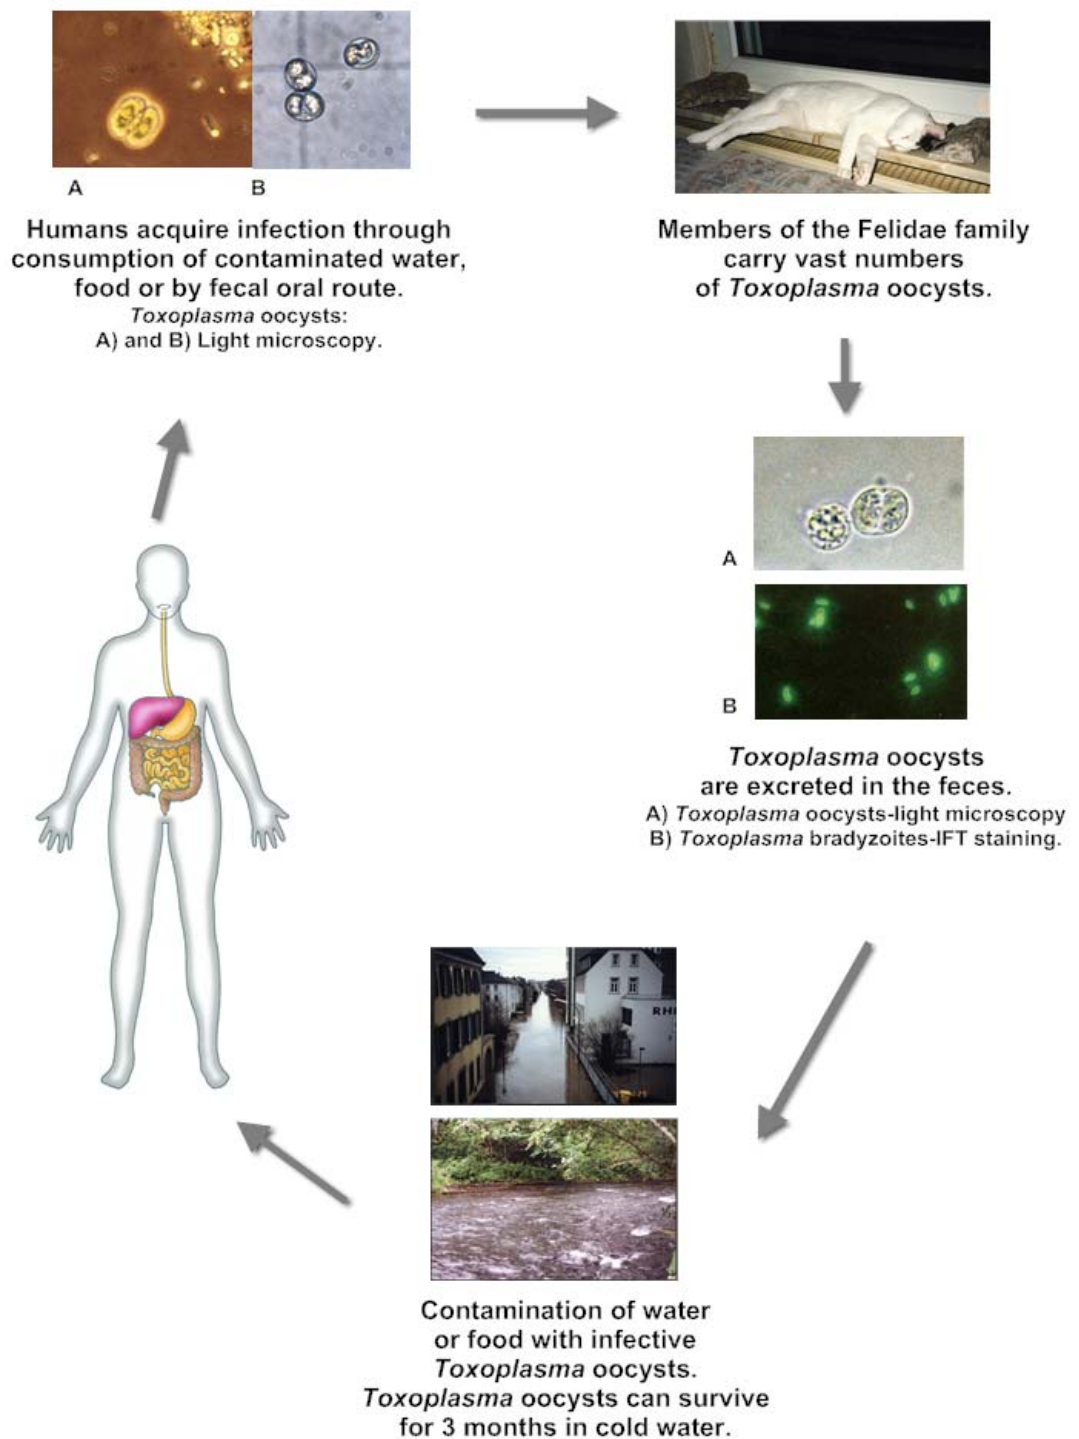 A
B
Humans acquire infection through
consumption of contaminated water,
food or by fecal oral route.
Toxoplasma oocysts:
A) and B) Light microscopy.
Members of the Felidae family
carry vast numbers
of Toxoplasma oocysts.
A
B
Toxoplasma oocysts
are excreted in the feces.
A) Toxoplasma oocysts-light microscopy
B) Toxoplasma bradyzoites-IFT staining.
RH
Contamination of water
or food with infective
Toxoplasma oocysts.
Toxoplasma oocysts can survive
for 3 months in cold water.